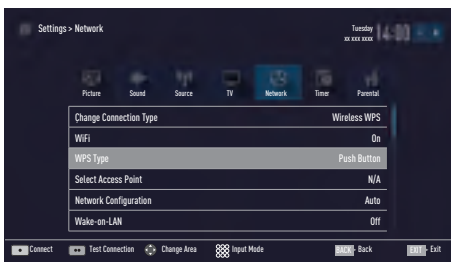 Settings > Network
Tuesday
xx xxx xxxx
14:00
Picture Sound Source TV Network Timer Parental
Change Connection Type Wireless WPS
WiFi On
WPS Type Push Button
Select Access Point N/A
Network Configuration Auto
Wake-on-LAN Off
Connect Test Connection Change Area Input Mode BACK - Back EXIT - Exit